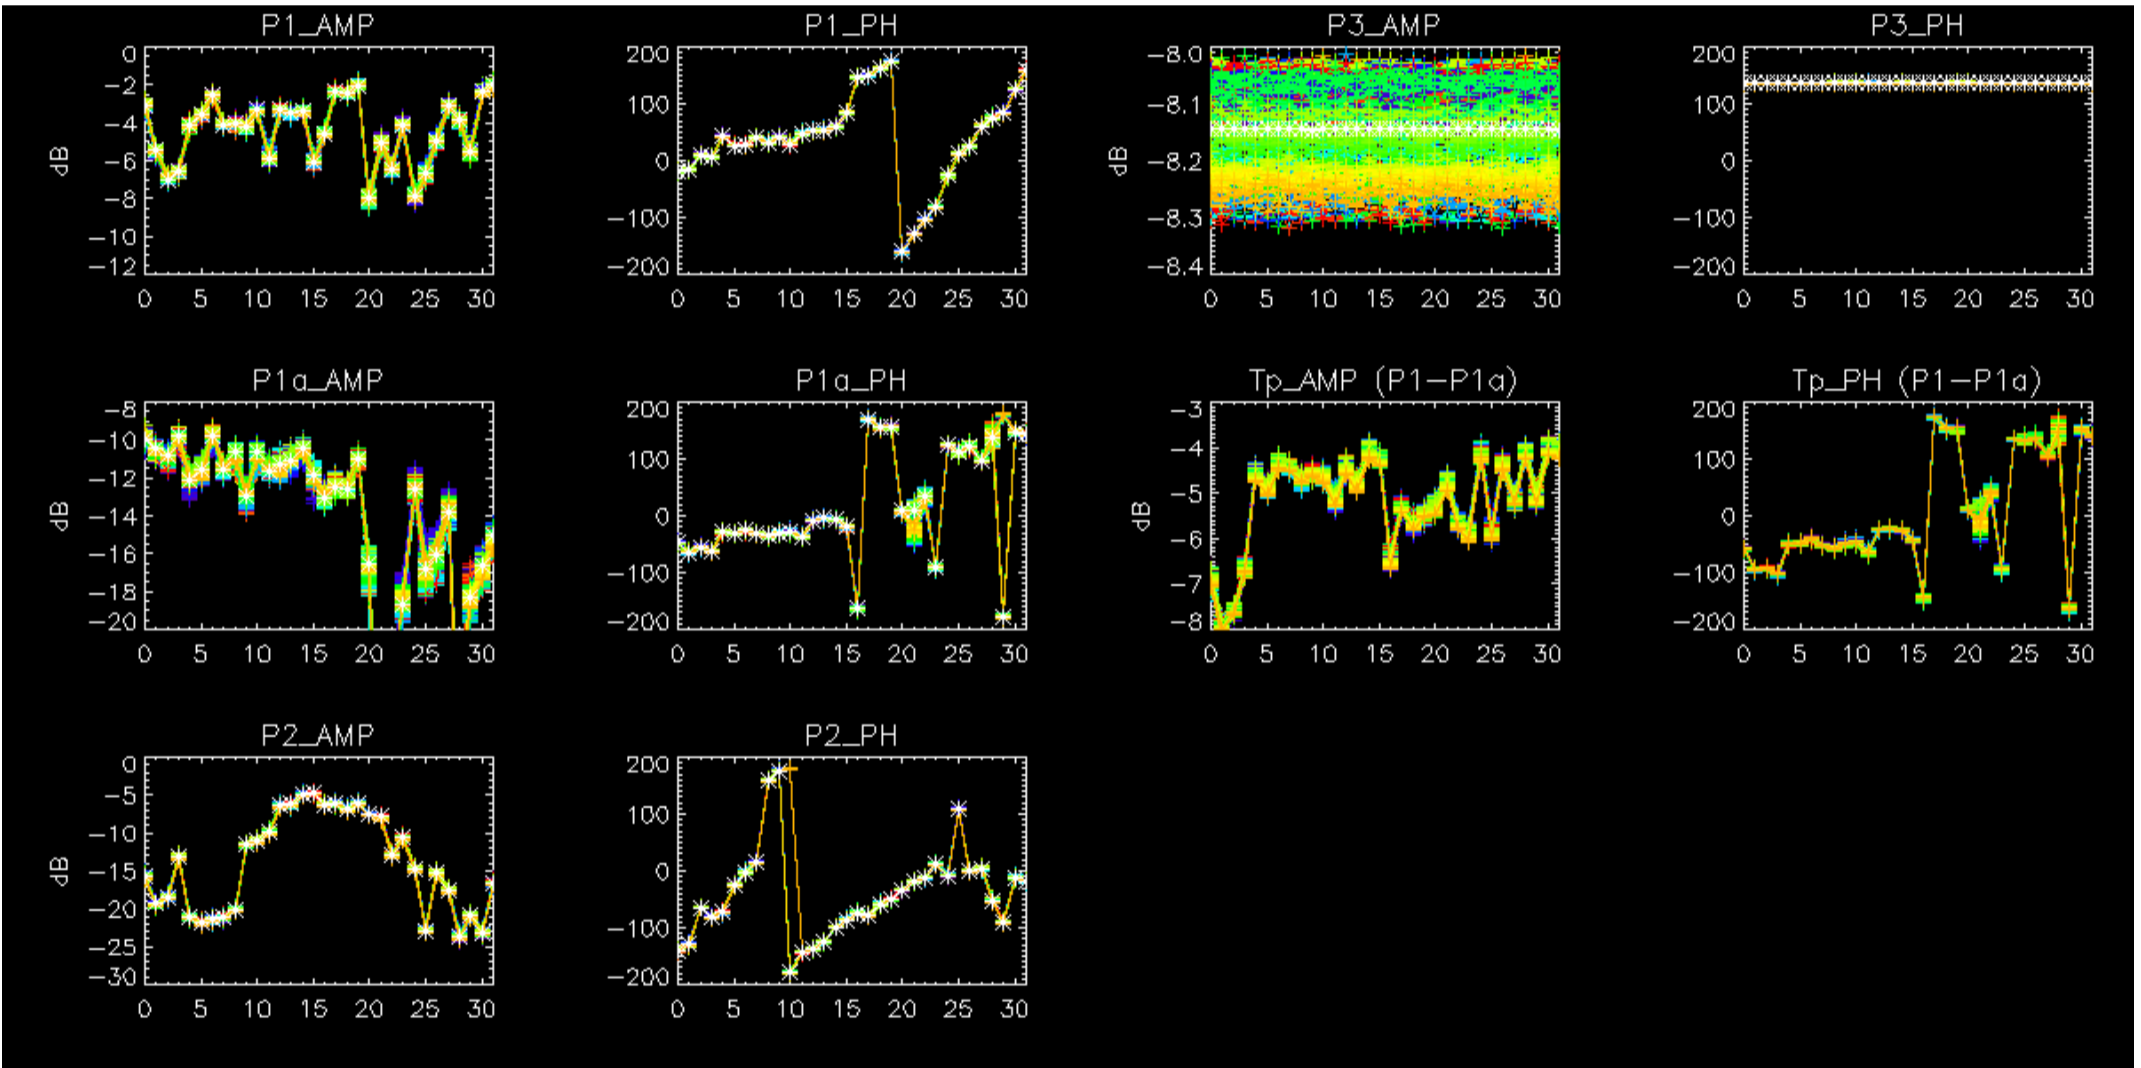 P1_AMP
0
−2
−4
−6
−8
−10
−12
dB
0 5 10 15 20 25 30
P1_PH
200
100
0
−100
−200
0 5 10 15 20 25 30
P3_AMP
−8.0
−8.1
−8.2
−8.3
−8.4
dB
0 5 10 15 20 25 30
P3_PH
200
100
0
−100
−200
0 5 10 15 20 25 30
P1a_AMP
−8
−10
−12
−14
−16
−18
−20
dB
0 5 10 15 20 25 30
P1a_PH
200
100
0
−100
−200
0 5 10 15 20 25 30
Tp_AMP (P1−P1a)
−3
−4
−5
−6
−7
−8
dB
0 5 10 15 20 25 30
Tp_PH (P1−P1a)
200
100
0
−100
−200
0 5 10 15 20 25 30
P2_AMP
0
−5
−10
−15
−20
−25
−30
dB
0 5 10 15 20 25 30
P2_PH
200
100
0
−100
−200
0 5 10 15 20 25 30